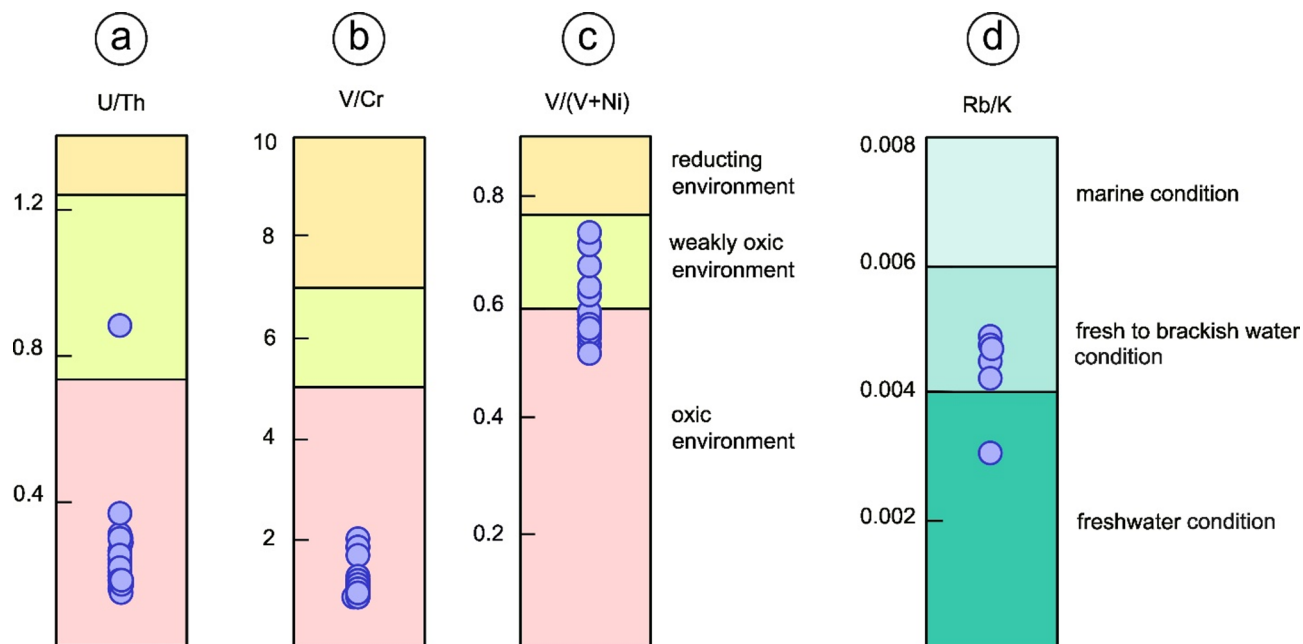 a
b
c
d
U/Th
V/Cr
V/(V+Ni)
Rb/K
1.2
0.8
0.4
10
8
6
4
2
0.8
0.6
0.4
0.2
reducting
environment
weakly oxic
environment
oxic
environment
0.008
0.006
0.004
0.002
marine condition
fresh to brackish water
condition
freshwater condition